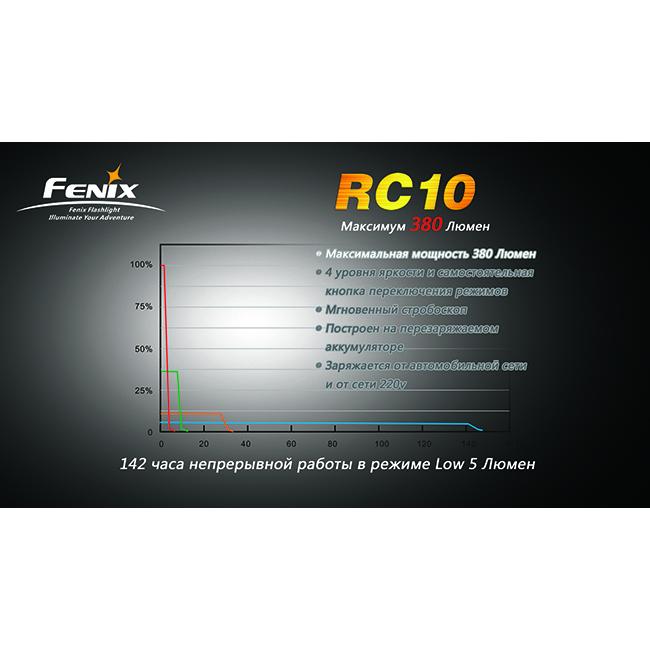 FENIX
Fenix Flashlight
Illuminate Your Adventure
RC10
Максимум 380 Люмен
Максимальная мощность 380 Люмен
4 уровня яркости и самостоятельная
кнопка переключения режимов
Мгновенный стробоскоп
Построен на перезаряжаемом
аккумуляторе
Заряжается от автомобильной сети
и от сети 220v
100%
75%
50%
25%
0
0 20 40 60 80 100 120 140
142 часа непрерывной работы в режиме Low 5 Люмен